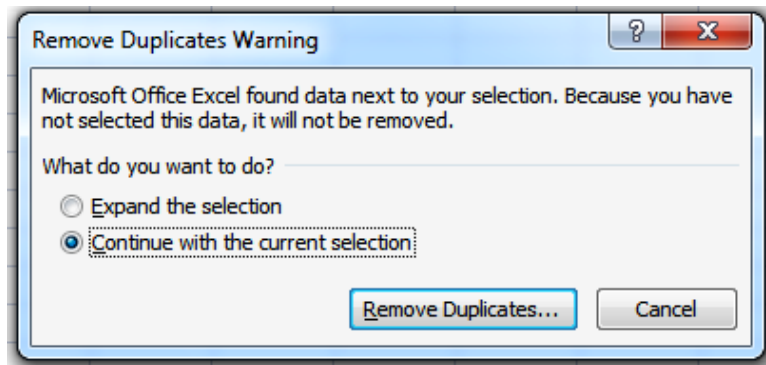 Remove Duplicates Warning
Microsoft Office Excel found data next to your selection. Because you have
not selected this data, it will not be removed.
What do you want to do?
Expand the selection
Continue with the current selection
Remove Duplicates... Cancel